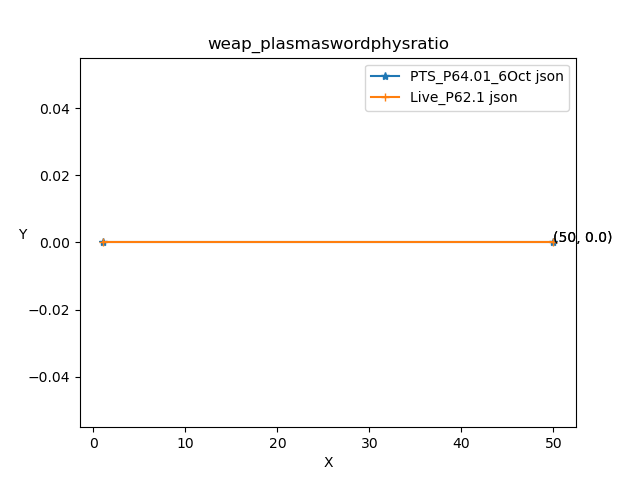 weap_plasmaswordphysratio
PTS_P64.01_6Oct json
Live_P62.1 json
0.04
0.02
0.00
−0.02
−0.04
Y
(50, 0.0)
0 10 20 30 40 50
X